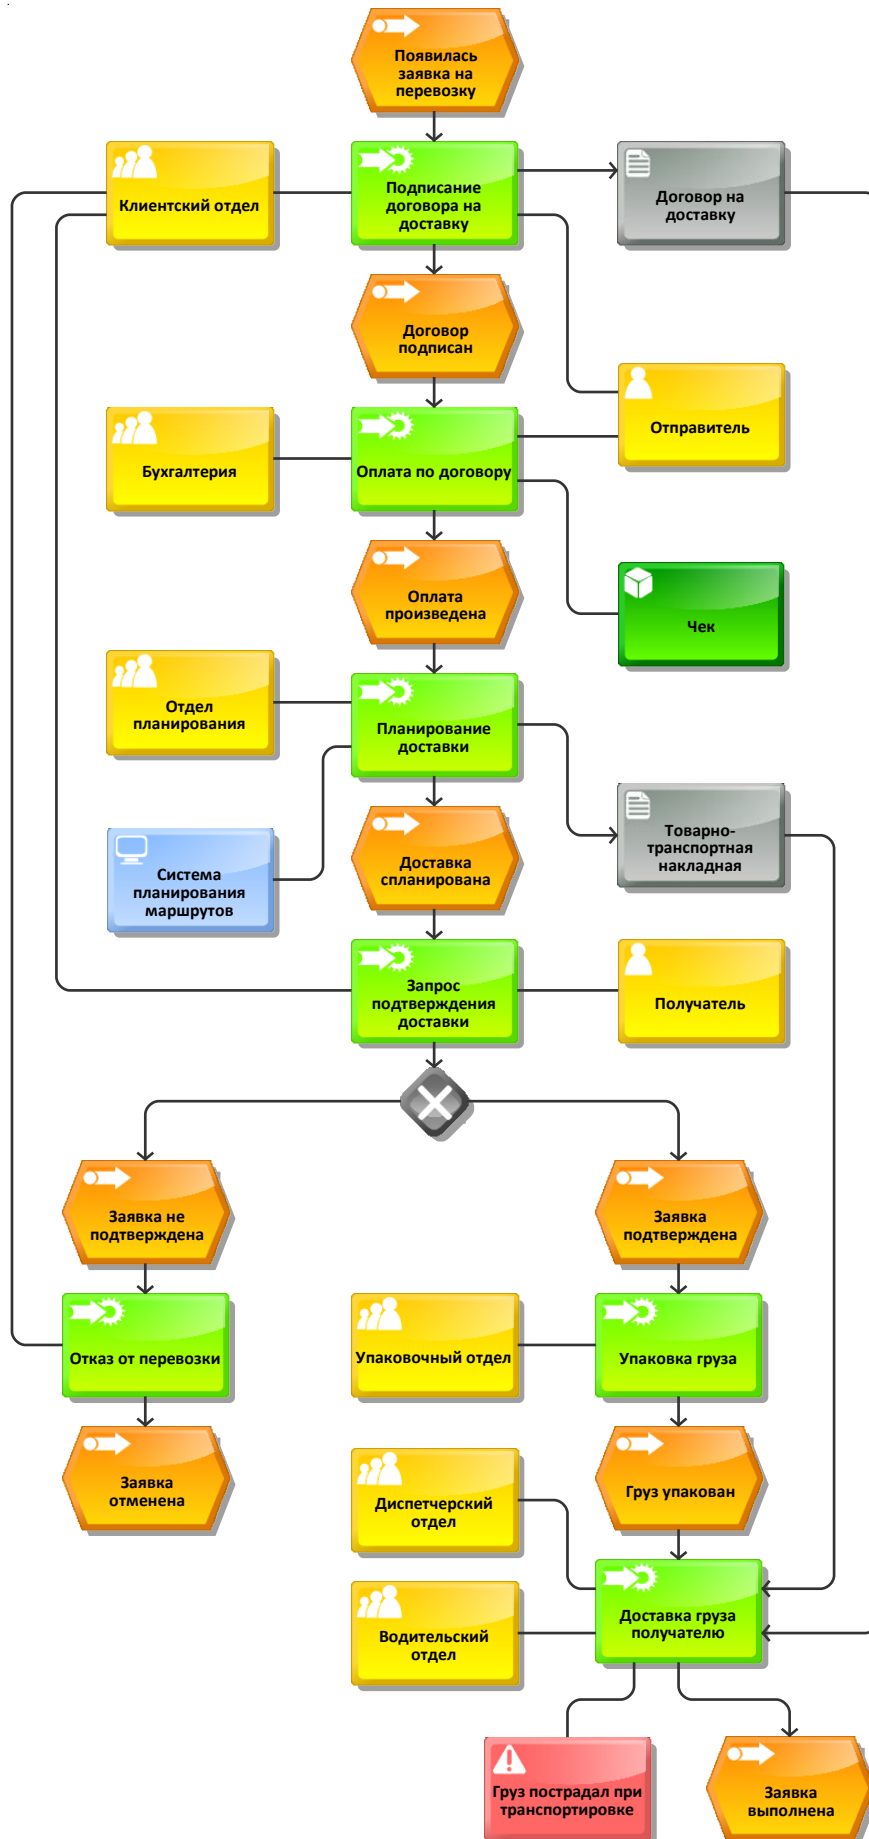 Появилась
заявка на
перевозку
Клиентский отдел
Подписание
договора на
доставку
Договор на
доставку
Договор
подписан
Отправитель
Бухгалтерия
Оплата по договору
Оплата
произведена
Чек
Отдел
планирования
Планирование
доставки
Система
планирования
маршрутов
Доставка
спланирована
Товарно-
транспортная
накладная
Запрос
подтверждения
доставки
Получатель
Заявка не
подтверждена
Заявка
подтверждена
Отказ от перевозки
Упаковочный отдел
Упаковка груза
Заявка
отменена
Диспетчерский
отдел
Груз упакован
Водительский
отдел
Доставка груза
получателю
Груз пострадал при
транспортировке
Заявка
выполнена